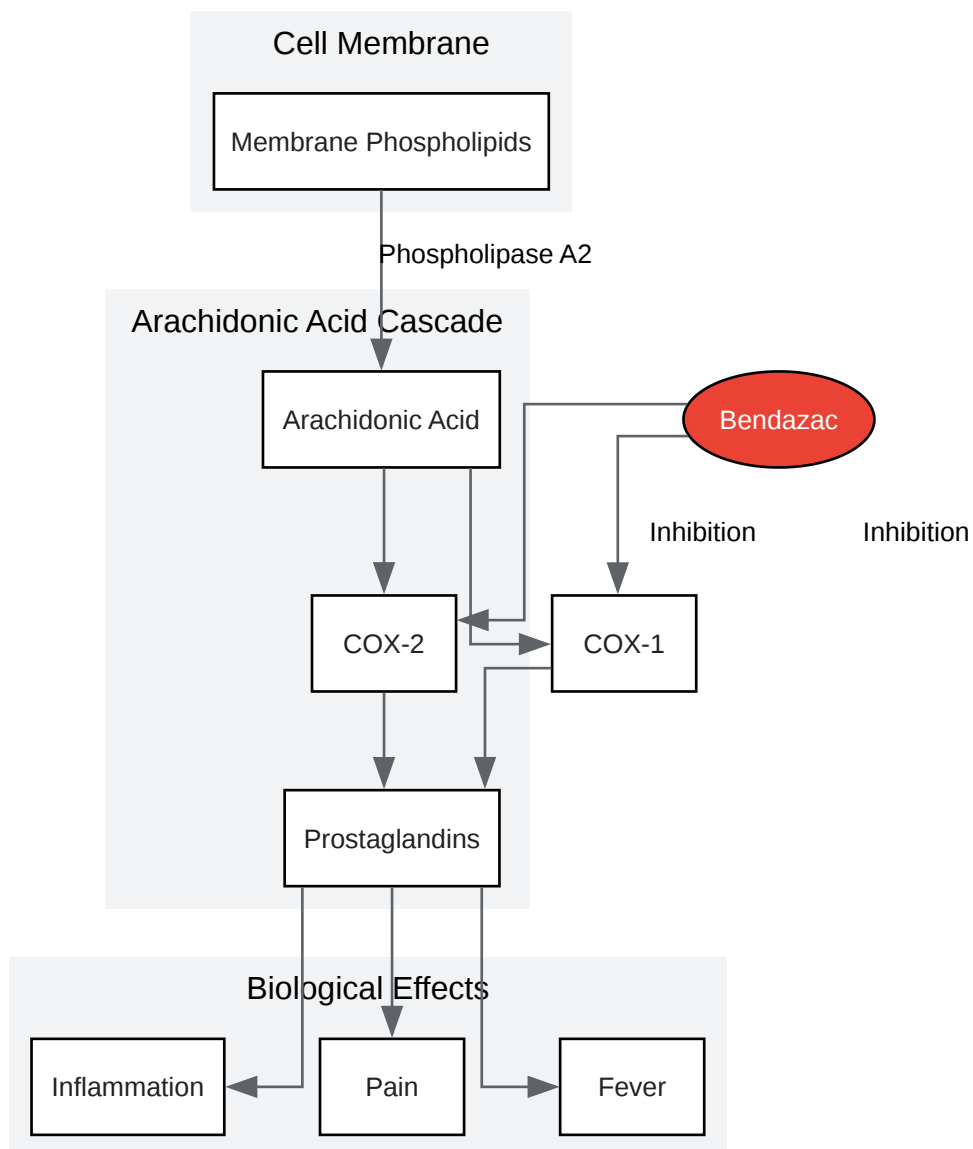 Cell Membrane
Membrane Phospholipids
Phospholipase A2
Arachidonic Acid Cascade
Arachidonic Acid
Bendazac
Inhibition
Inhibition
COX-2
COX-1
Prostaglandins
Biological Effects
Inflammation
Pain
Fever